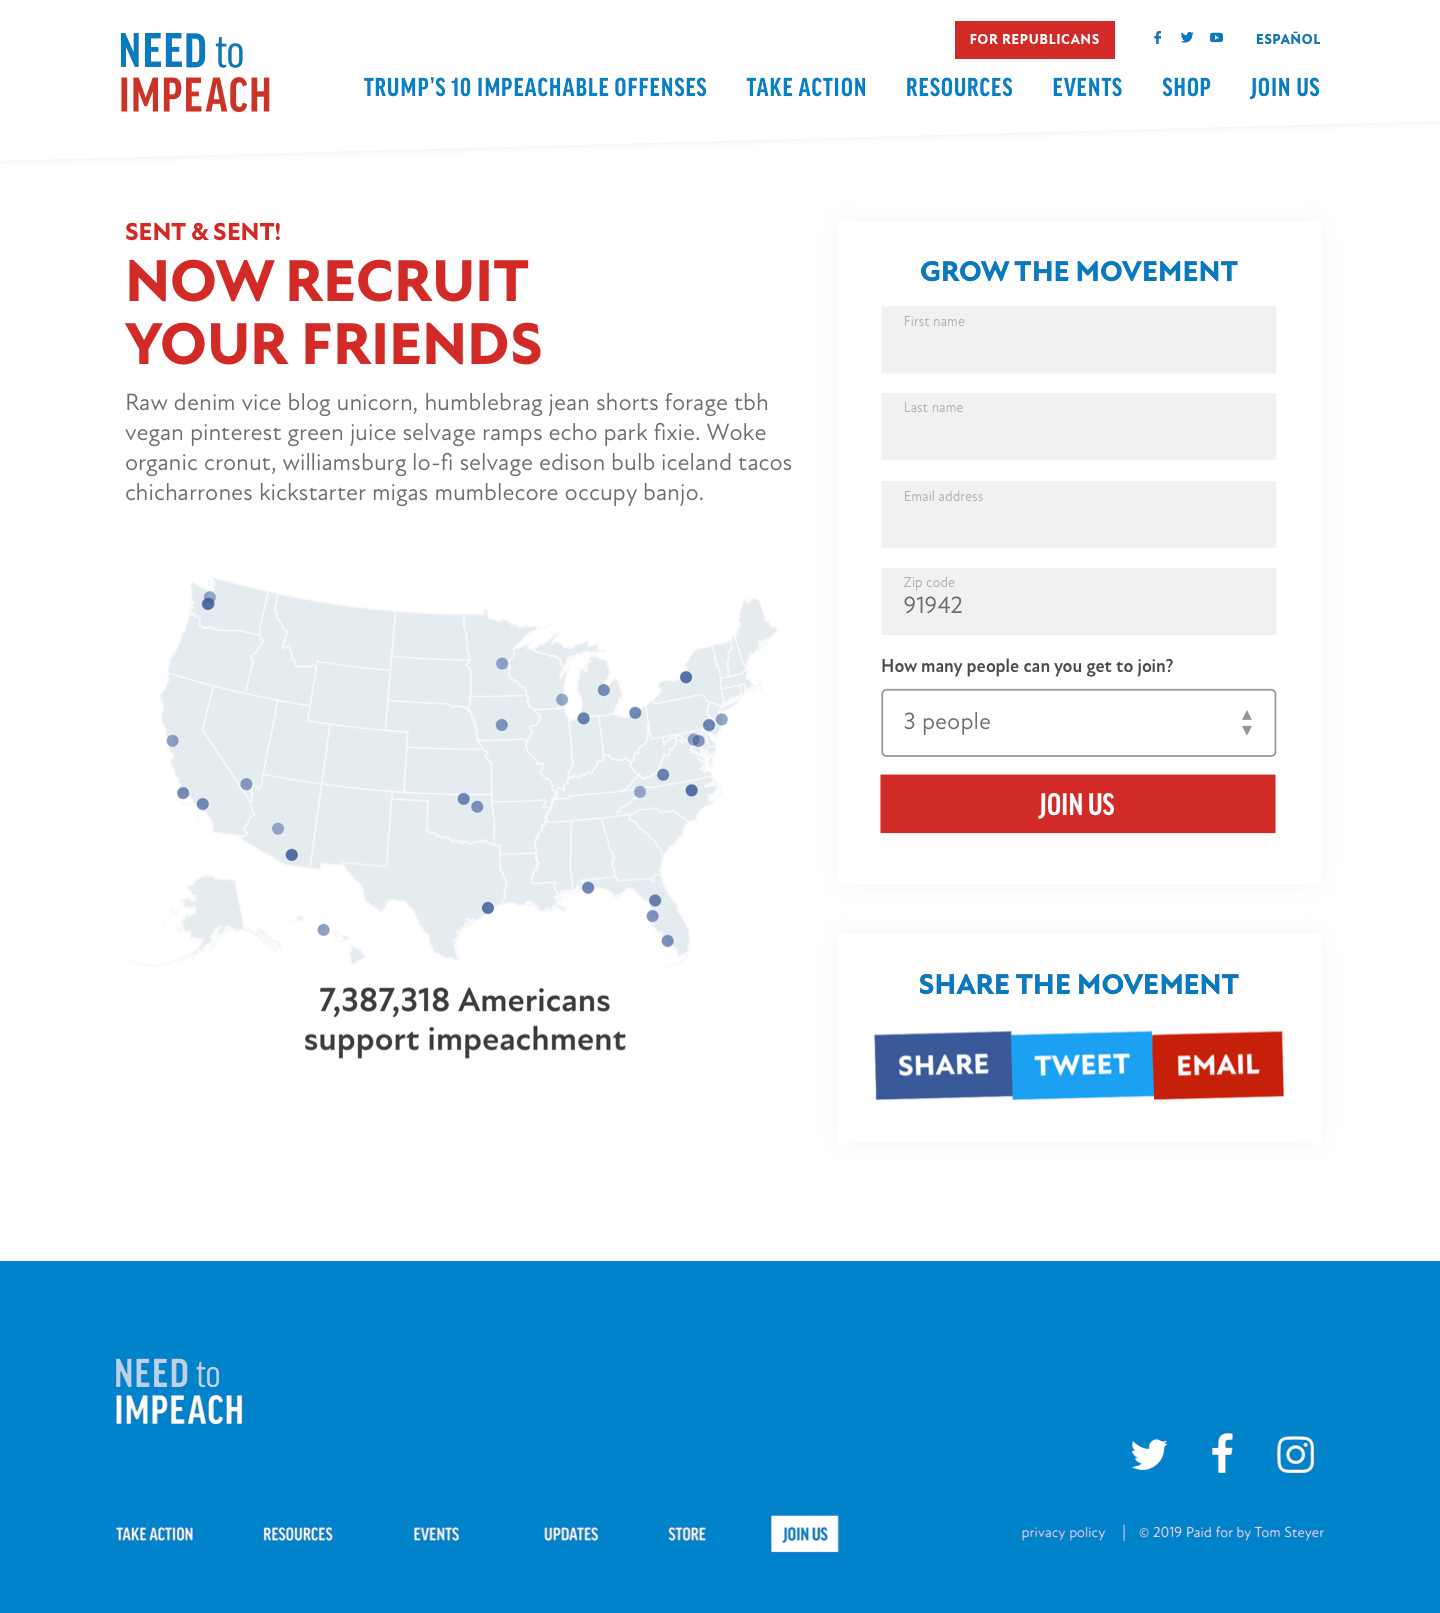 NEED to
IMPEACH
FOR REPUBLICANS
ESPAÑOL
TRUMP'S 10 IMPEACHABLE OFFENSES
TAKE ACTION
RESOURCES
EVENTS
SHOP
JOIN US
SENT & SENT!
NOW RECRUIT
YOUR FRIENDS
Raw denim vice blog unicorn, humblebrag jean shorts forage tbh
vegan pinterest green juice selvage ramps echo park fixie. Woke
organic cronut, williamsburg lo-fi selvage edison bulb iceland tacos
chicharrones kickstarter migas mumblecore occupy banjo.
7,387,318 Americans
support impeachment
GROW THE MOVEMENT
First name
Last name
Email address
Zip code
91942
How many people can you get to join?
3 people
JOIN US
SHARE THE MOVEMENT
SHARE
TWEET
EMAIL
NEED to
IMPEACH
TAKE ACTION
RESOURCES
EVENTS
UPDATES
STORE
JOIN US
privacy policy | © 2019 Paid for by Tom Steyer